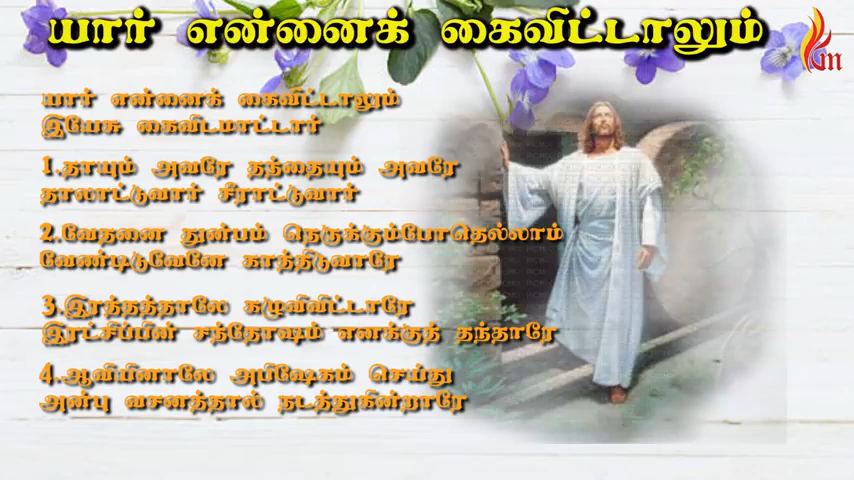 யார் என்னைக் கைவிட்டாலும்
யார் என்னைக் கைவிட்டாலும்
இயேசு கைவிடமாட்டார்
1.தாயும் அவரே தந்தையும் அவரே
தாலாட்டுவார் சீராட்டுவார்
2.வேதனை துன்பம் நெருக்கும்போதெல்லாம்
வேண்டிடுவேனே காத்திடுவாரே
3.இரத்தத்தாலே கழுவிவிட்டாரே
இரட்சிப்பின் சந்தோஷம் எனக்குத் தந்தாரே
4.ஆவியினாலே அபிஷேகம் செய்து
அன்பு வசனத்தால் நடத்துகின்றாரே